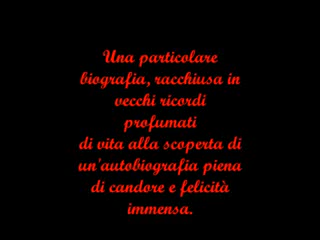 Una particolare
biografia, racchiusa in
vecchi ricordi
profumati
di vita alla scoperta di
un'autobiografia piena
di candore e felicità
immensa.